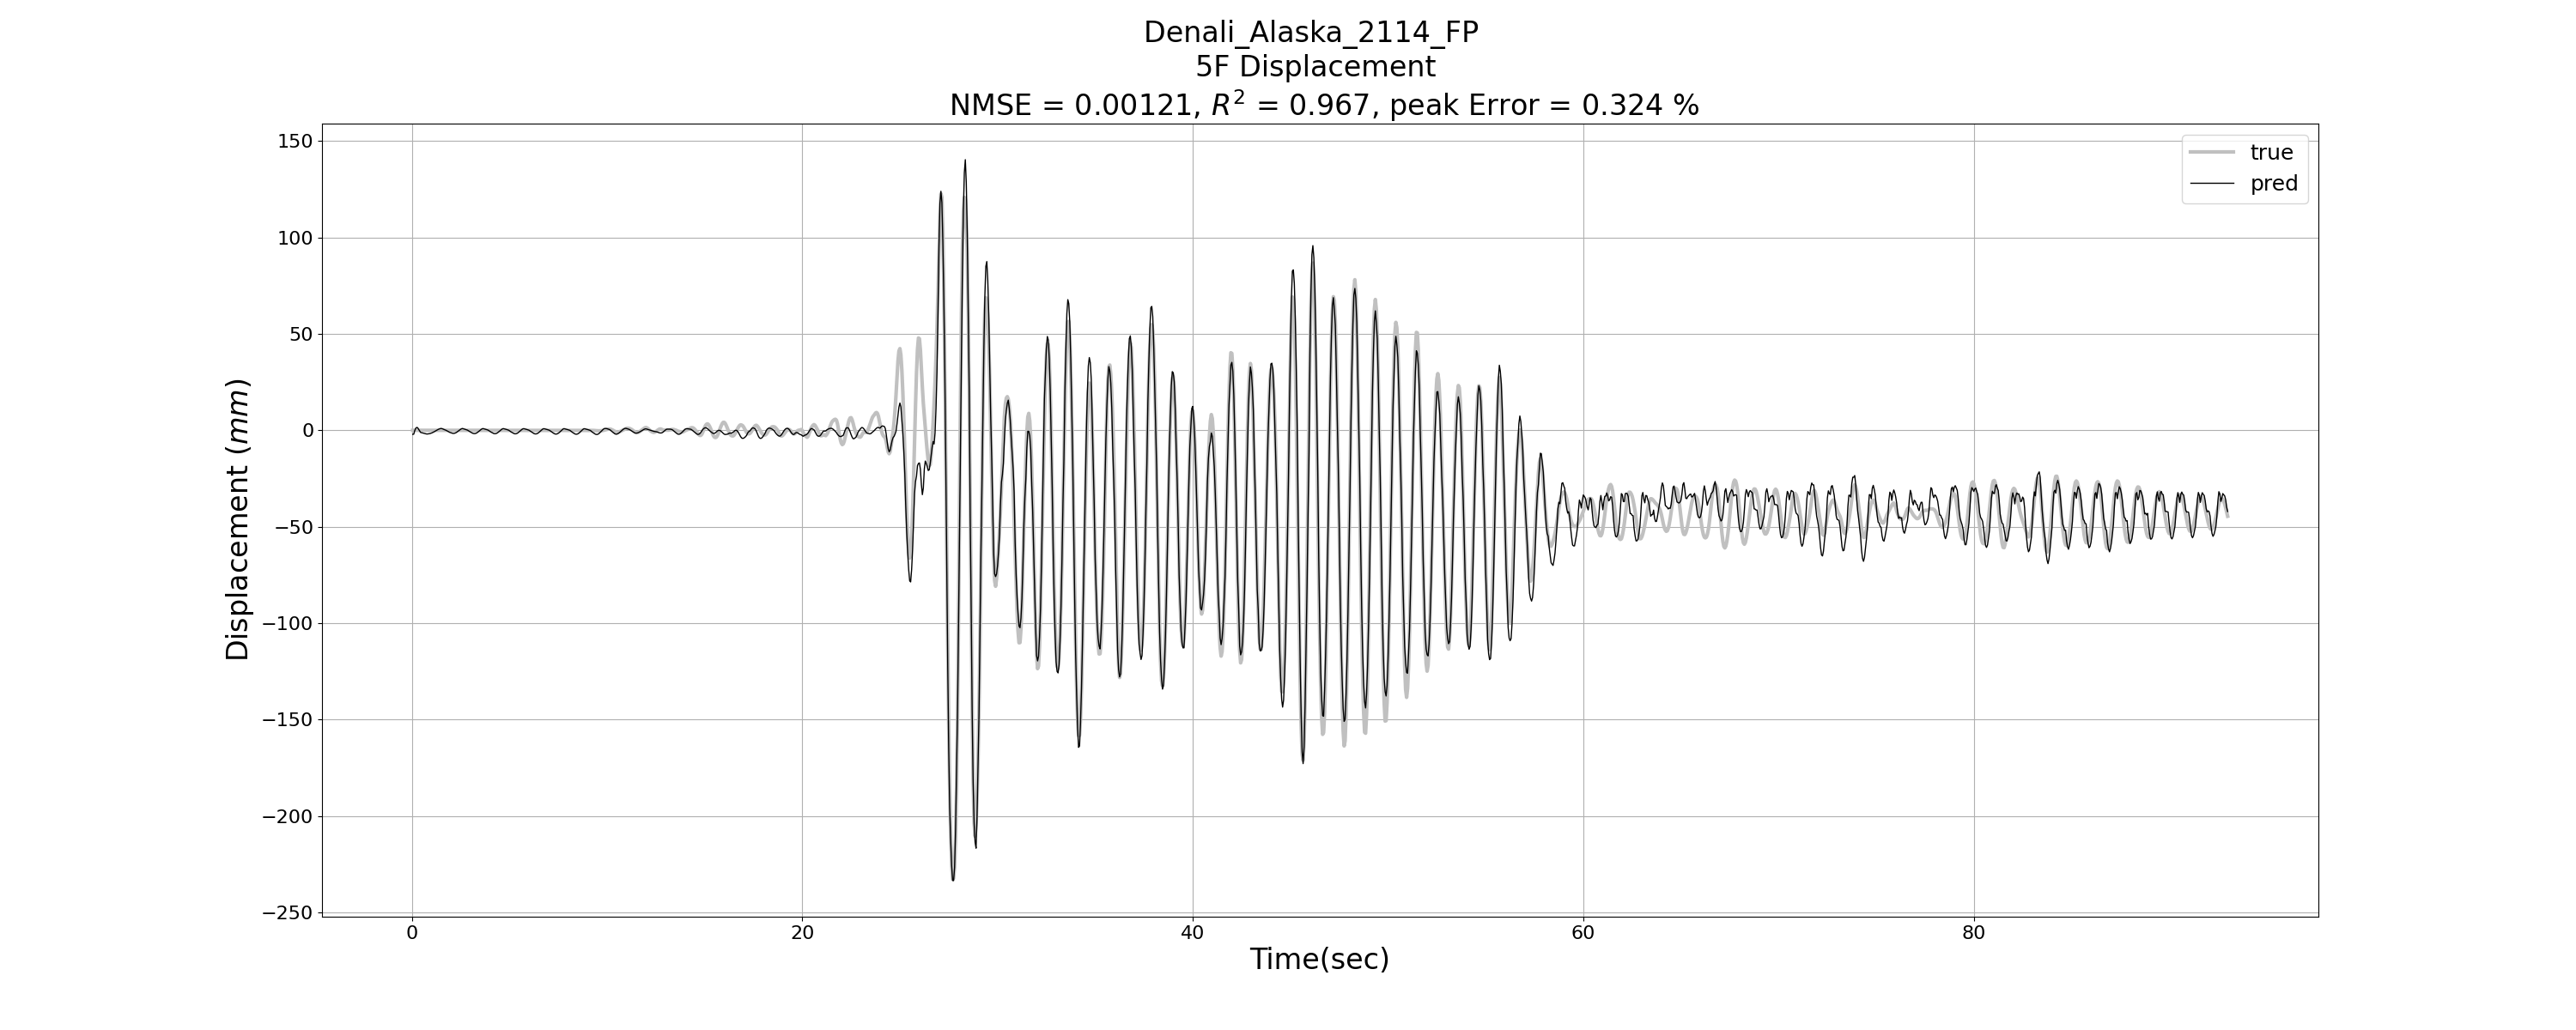 Denali_Alaska_2114_FP
5F Displacement
NMSE = 0.00121, R² = 0.967, peak Error = 0.324 %
true
pred
150
100
50
0
−50
−100
−150
−200
−250
Displacement (mm)
0 20 40 60 80
Time(sec)